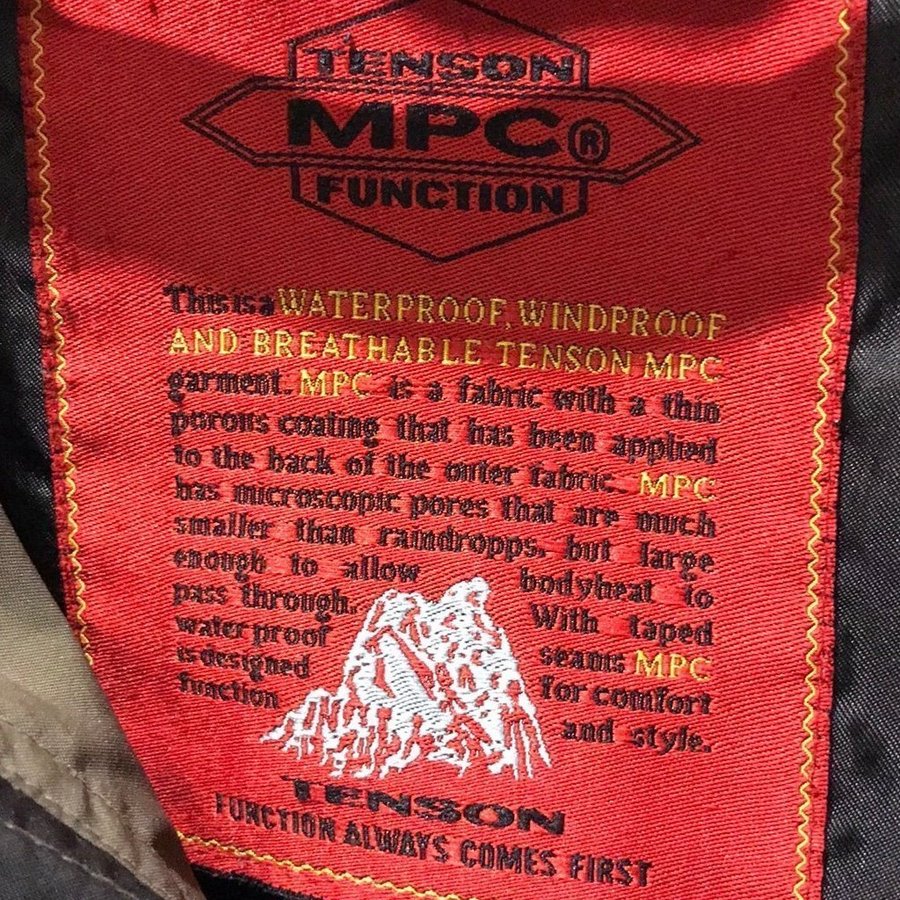 TENSON
MPC®
FUNCTION
This is a WATERPROOF, WINDPROOF
AND BREATHABLE TENSON MPC
garment. MPC is a fabric with a thin
porous coating that has been applied
to the back of the outer fabric. MPC
has microscopic pores that are much
smaller than raindropps, but large
enough to allow bodyheat to
pass through. With taped
water proof seams MPC
is designed for comfort
function and style.
TENSON
FUNCTION ALWAYS COMES FIRST